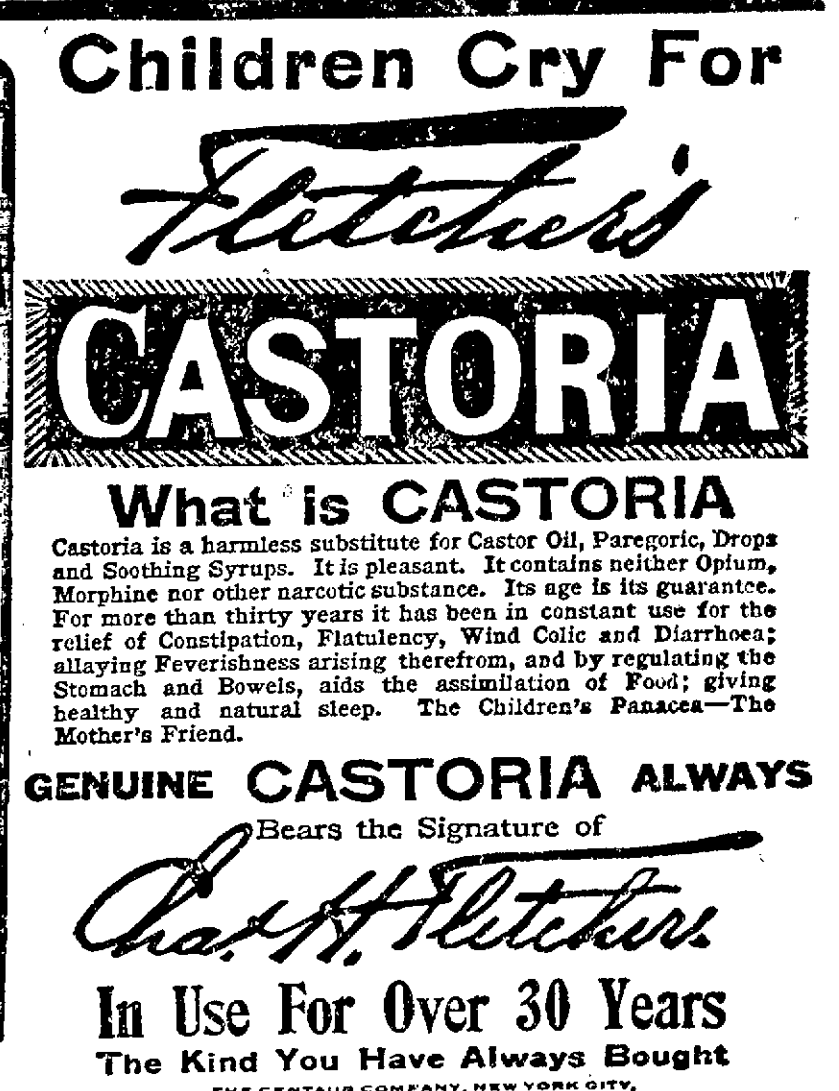 Children Cry For
Fletcher's
CASTORIA
What is CASTORIA
Castoria is a harmless substitute for Castor Oil, Paregoric, Drops
and Soothing Syrups. It is pleasant. It contains neither Opium,
Morphine nor other narcotic substance. Its age is its guarantee.
For more than thirty years it has been in constant use for the
relief of Constipation, Flatulency, Wind Colic and Diarrhoea;
allaying Feverishness arising therefrom, and by regulating the
Stomach and Bowels, aids the assimilation of Food; giving
healthy and natural sleep. The Children's Panacea—The
Mother's Friend.
GENUINE CASTORIA ALWAYS
Bears the Signature of
Chas. H. Fletcher.
In Use For Over 30 Years
The Kind You Have Always Bought
THE CENTAUR COMPANY, NEW YORK CITY.